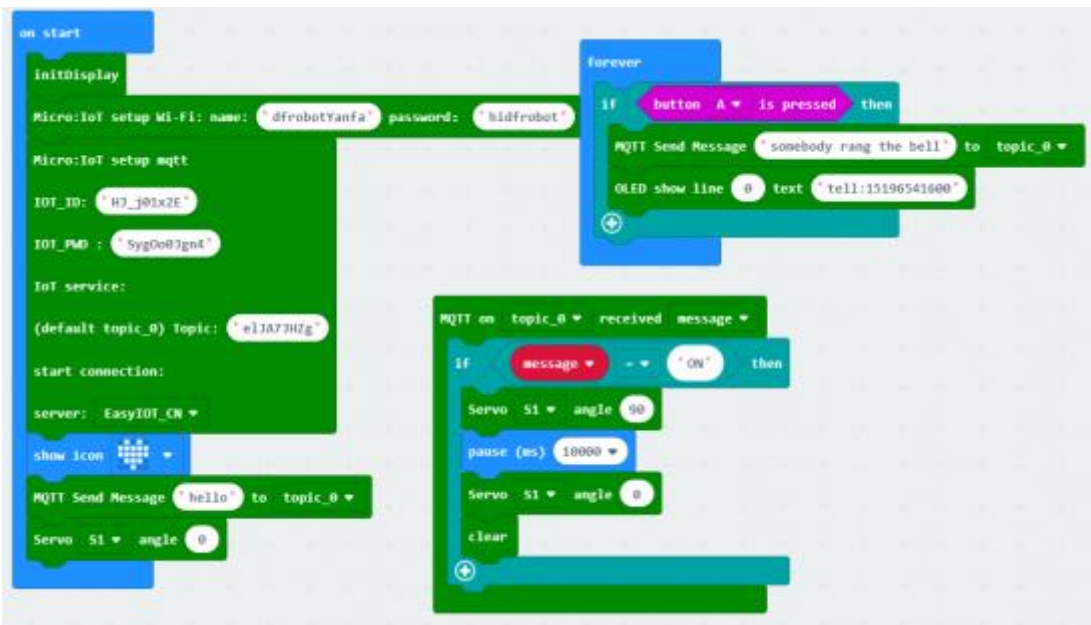 on start
initDisplay
Micro:IoT setup Wi-Fi: name: "dfrobotYanfa" password: "hidfrobot"
Micro:IoT setup mqtt
IOT_ID: "HJ_j01x2E"
IOT_PWD : "SygOo0Jgn4"
IoT service:
(default topic_0) Topic: "elJA73HZg"
start connection:
server: EasyIOT_CN
show icon
MQTT Send Message "hello" to topic_0
Servo S1 angle 0
forever
if button A is pressed then
MQTT Send Message "somebody rang the bell" to topic_0
OLED show line 0 text "tell:15196541600"
MQTT on topic_0 received message
if message = "ON" then
Servo S1 angle 90
pause (ms) 10000
Servo S1 angle 0
clear